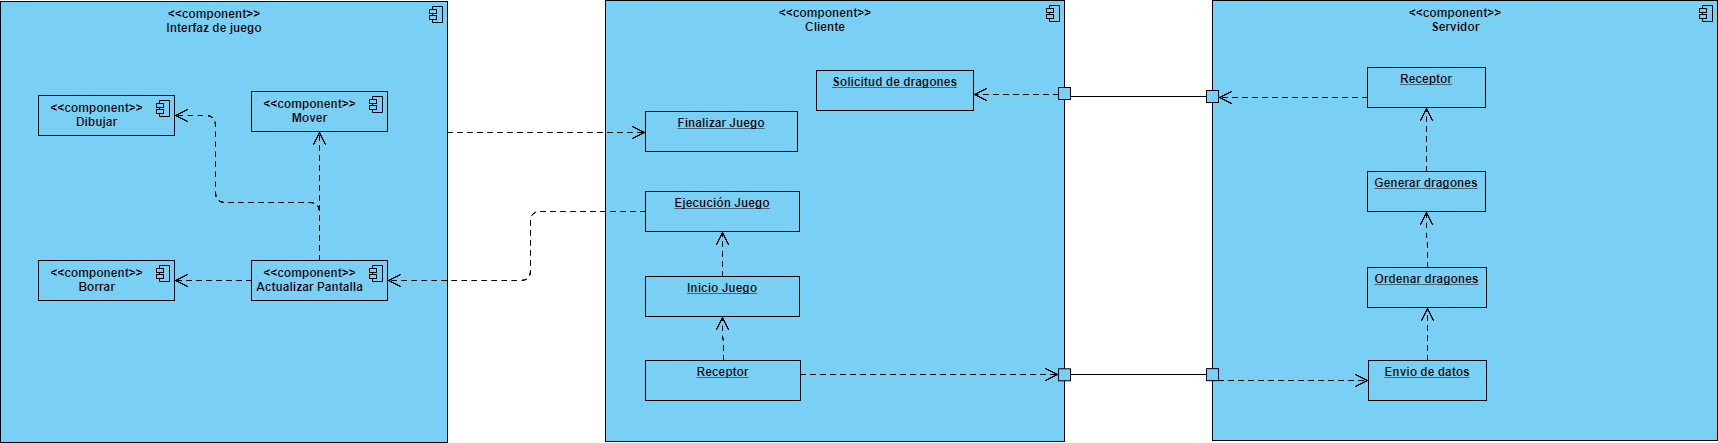 <<component>>
Interfaz de juego
<<component>>
Dibujar
<<component>>
Mover
<<component>>
Borrar
<<component>>
Actualizar Pantalla
<<component>>
Cliente
Solicitud de dragones
Finalizar Juego
Ejecución Juego
Inicio Juego
Receptor
<<component>>
Servidor
Receptor
Generar dragones
Ordenar dragones
Envio de datos